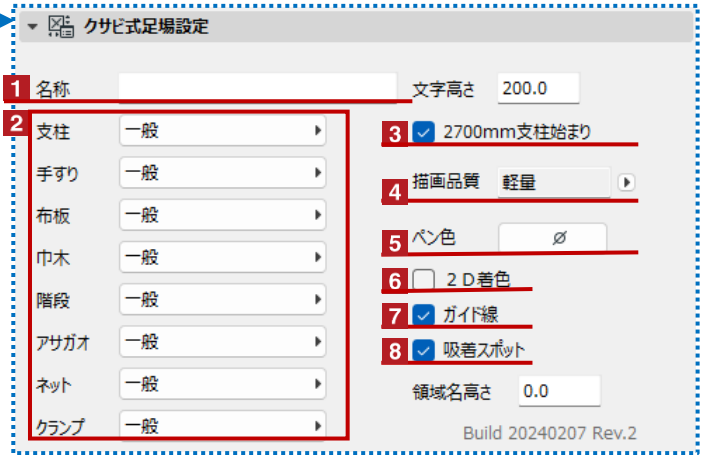 クサビ式足場設定
1 名称
文字高さ 200.0
2
支柱 一般
3 2700mm支柱始まり
手すり 一般
4 描画品質 軽量
布板 一般
5 ペン色 ø
巾木 一般
6 2D着色
階段 一般
7 ガイド線
アサガオ 一般
8 吸着スポット
ネット 一般
領域名高さ 0.0
クランプ 一般
Build 20240207 Rev.2